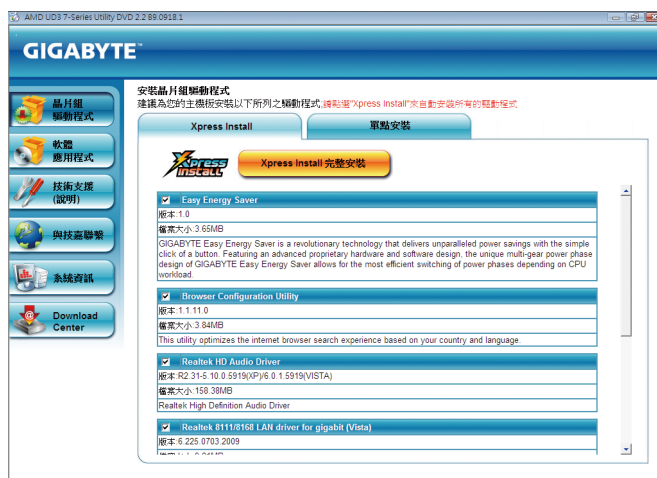 AMD UD3 7-Series Utility DVD 2.2 B9.0918.1
GIGABYTE™
晶片組
驅動程式
軟體
應用程式
技術支援
(說明)
與技嘉聯繫
系統資訊
Download
Center
安裝晶片組驅動程式
建議為您的主機板安裝以下所列之驅動程式,請點選"Xpress Install"來自動安裝所有的驅動程式
Xpress Install
單點安裝
Xpress INSTALL
Xpress Install 完整安裝
Easy Energy Saver
版本:1.0
檔案大小:3.65MB
GIGABYTE Easy Energy Saver is a revolutionary technology that delivers unparalleled power savings with the simple
click of a button. Featuring an advanced proprietary hardware and software design, the unique multi-gear power phase
design of GIGABYTE Easy Energy Saver allows for the most efficient switching of power phases depending on CPU
workload.
Browser Configuration Utility
版本:1.1.11.0
檔案大小:3.84MB
This utility optimizes the internet browser search experience based on your country and language.
Realtek HD Audio Driver
版本:R2.31-5.10.0.5919(XP)/6.0.1.5919(VISTA)
檔案大小:158.38MB
Realtek High Definition Audio Driver
Realtek 8111/8168 LAN driver for gigabit (Vista)
版本:6.225.0703.2009